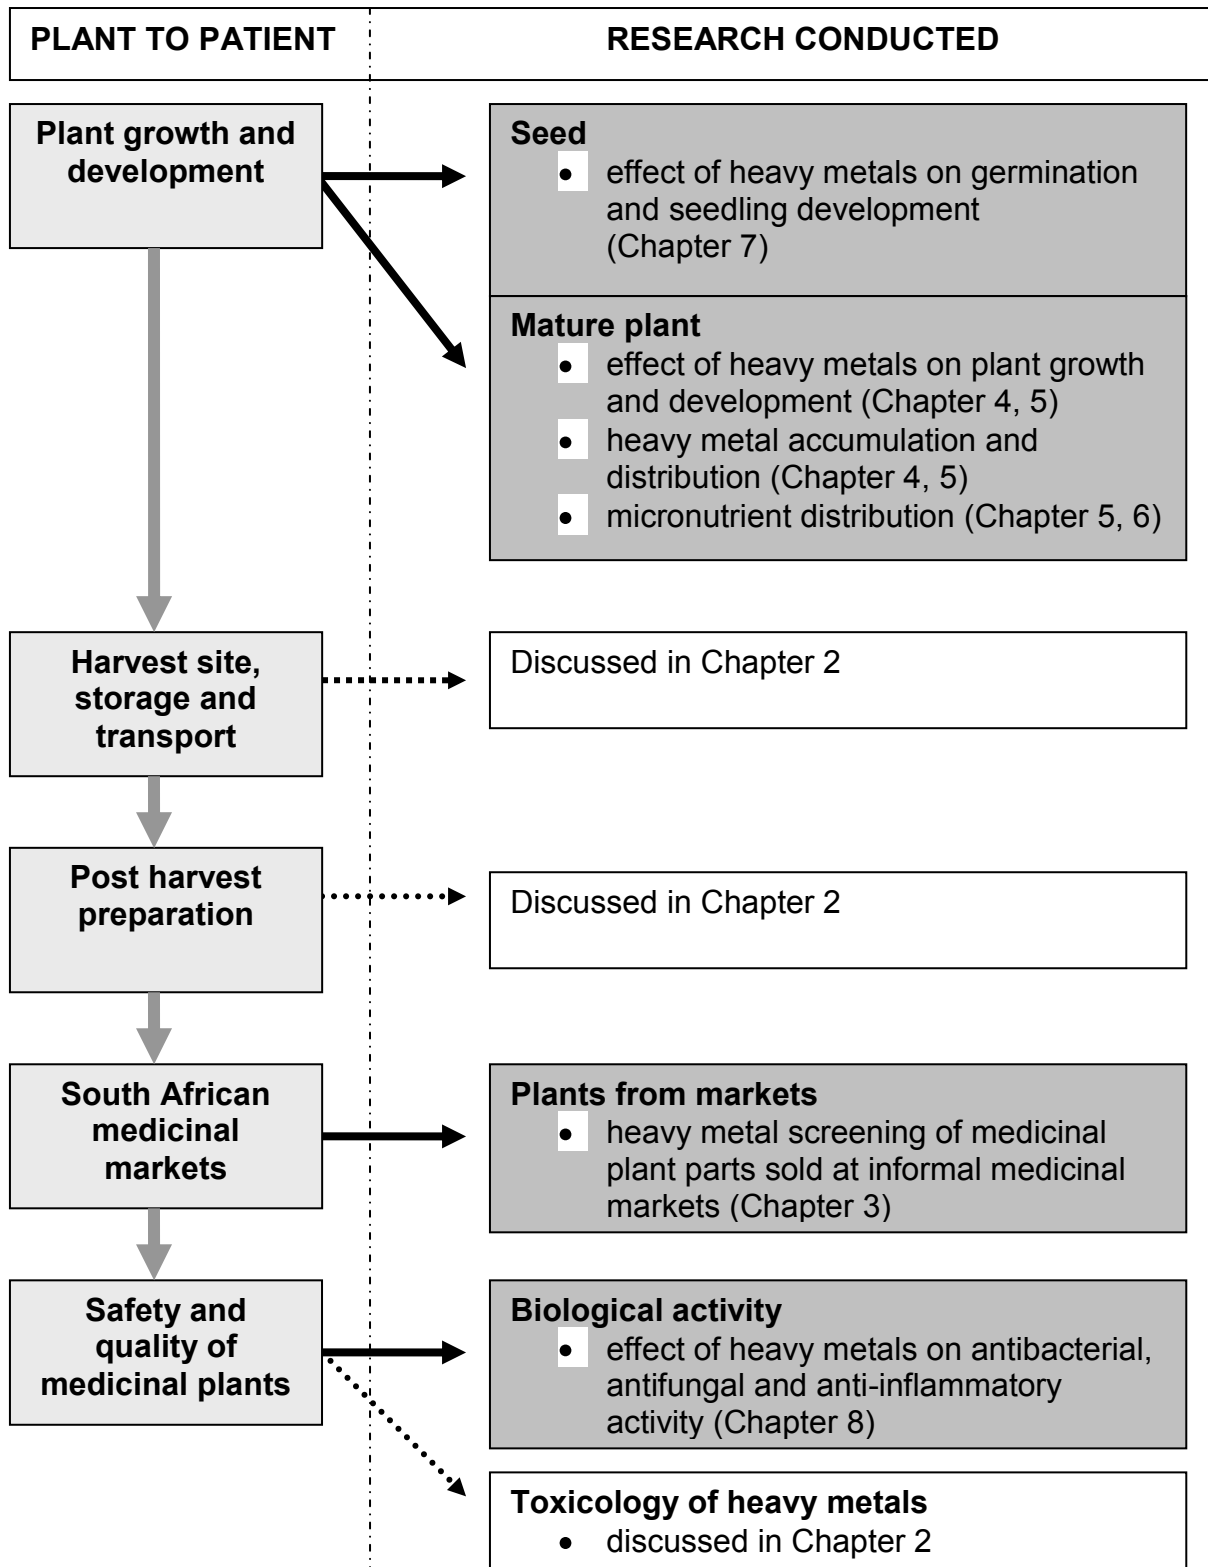 PLANT TO PATIENT
RESEARCH CONDUCTED
Plant growth and
development
Seed
• effect of heavy metals on germination
and seedling development
(Chapter 7)
Mature plant
• effect of heavy metals on plant growth
and development (Chapter 4, 5)
• heavy metal accumulation and
distribution (Chapter 4, 5)
• micronutrient distribution (Chapter 5, 6)
Harvest site,
storage and
transport
Discussed in Chapter 2
Post harvest
preparation
Discussed in Chapter 2
South African
medicinal
markets
Plants from markets
• heavy metal screening of medicinal
plant parts sold at informal medicinal
markets (Chapter 3)
Safety and
quality of
medicinal plants
Biological activity
• effect of heavy metals on antibacterial,
antifungal and anti-inflammatory
activity (Chapter 8)
Toxicology of heavy metals
• discussed in Chapter 2